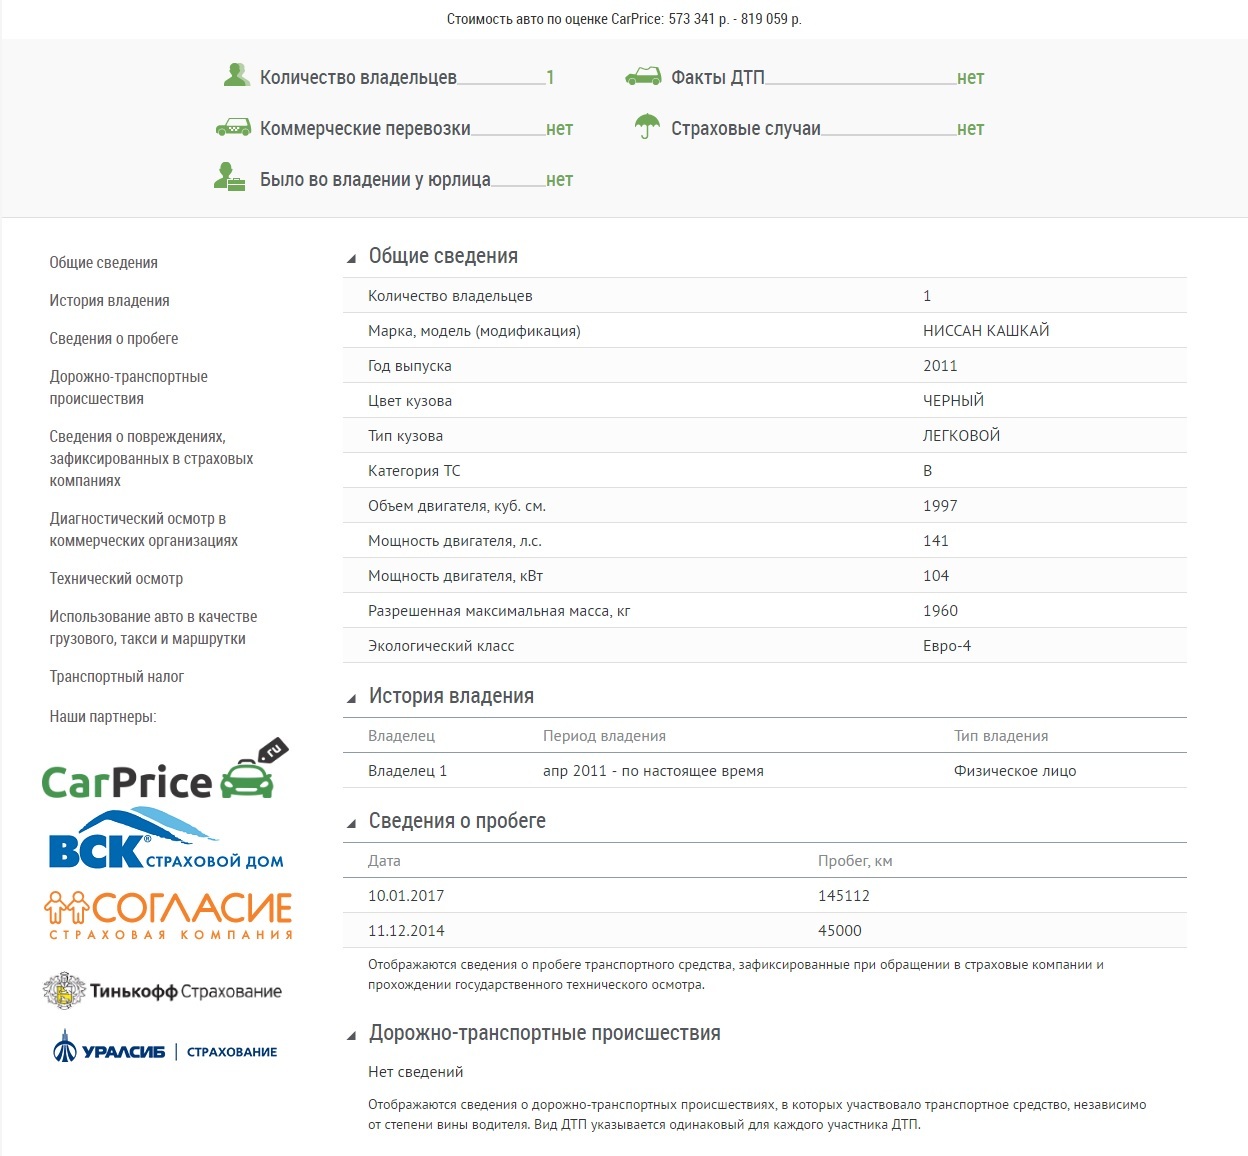 Стоимость авто по оценке CarPrice: 573 341 р. - 819 059 р.
Количество владельцев 1
Факты ДТП нет
Коммерческие перевозки нет
Страховые случаи нет
Было во владении у юрлица нет
Общие сведения
История владения
Сведения о пробеге
Дорожно-транспортные
происшествия
Сведения о повреждениях,
зафиксированных в страховых
компаниях
Диагностический осмотр в
коммерческих организациях
Технический осмотр
Использование авто в качестве
грузового, такси и маршрутки
Транспортный налог
Наши партнеры:
CarPrice ru
ВСК® СТРАХОВОЙ ДОМ
СОГЛАСИЕ
СТРАХОВАЯ КОМПАНИЯ
Тинькофф Страхование
УРАЛСИБ | СТРАХОВАНИЕ
Общие сведения
Количество владельцев 1
Марка, модель (модификация) НИССАН КАШКАЙ
Год выпуска 2011
Цвет кузова ЧЕРНЫЙ
Тип кузова ЛЕГКОВОЙ
Категория ТС B
Объем двигателя, куб. см. 1997
Мощность двигателя, л.с. 141
Мощность двигателя, кВт 104
Разрешенная максимальная масса, кг 1960
Экологический класс Евро-4
История владения
Владелец Период владения Тип владения
Владелец 1 апр 2011 - по настоящее время Физическое лицо
Сведения о пробеге
Дата Пробег, км
10.01.2017 145112
11.12.2014 45000
Отображаются сведения о пробеге транспортного средства, зафиксированные при обращении в страховые компании и
прохождении государственного технического осмотра.
Дорожно-транспортные происшествия
Нет сведений
Отображаются сведения о дорожно-транспортных происшествиях, в которых участвовало транспортное средство, независимо
от степени вины водителя. Вид ДТП указывается одинаковый для каждого участника ДТП.